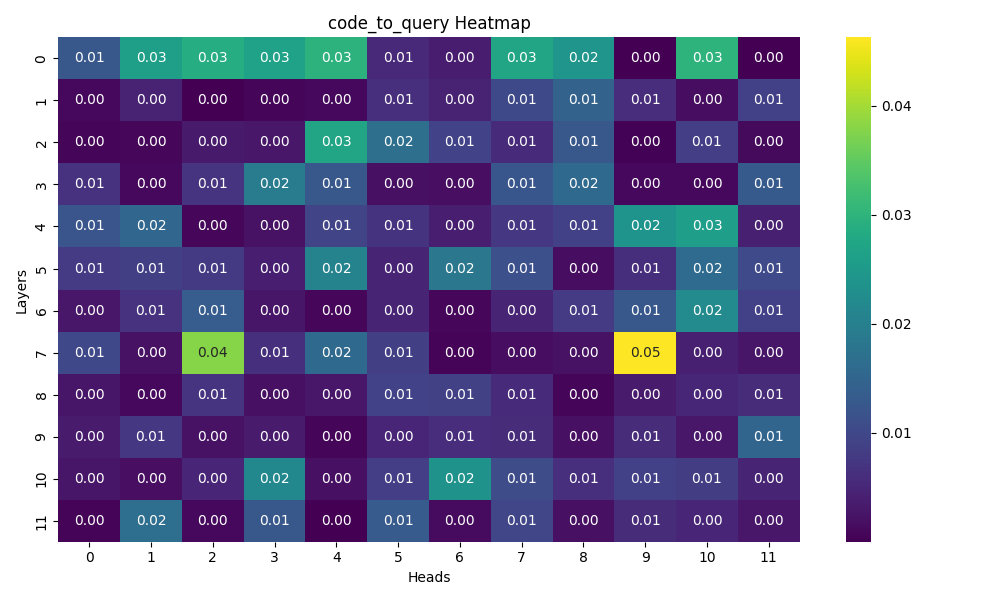 code_to_query Heatmap
0 0.01 0.03 0.03 0.03 0.03 0.01 0.00 0.03 0.02 0.00 0.03 0.00
1 0.00 0.00 0.00 0.00 0.00 0.01 0.00 0.01 0.01 0.01 0.00 0.01
2 0.00 0.00 0.00 0.00 0.03 0.02 0.01 0.01 0.01 0.00 0.01 0.00
3 0.01 0.00 0.01 0.02 0.01 0.00 0.00 0.01 0.02 0.00 0.00 0.01
4 0.01 0.02 0.00 0.00 0.01 0.01 0.00 0.01 0.01 0.02 0.03 0.00
5 0.01 0.01 0.01 0.00 0.02 0.00 0.02 0.01 0.00 0.01 0.02 0.01
6 0.00 0.01 0.01 0.00 0.00 0.00 0.00 0.00 0.01 0.01 0.02 0.01
7 0.01 0.00 0.04 0.01 0.02 0.01 0.00 0.00 0.00 0.05 0.00 0.00
8 0.00 0.00 0.01 0.00 0.00 0.01 0.01 0.01 0.00 0.00 0.00 0.01
9 0.00 0.01 0.00 0.00 0.00 0.00 0.01 0.01 0.00 0.01 0.00 0.01
10 0.00 0.00 0.00 0.02 0.00 0.01 0.02 0.01 0.01 0.01 0.01 0.00
11 0.00 0.02 0.00 0.01 0.00 0.01 0.00 0.01 0.00 0.01 0.00 0.00
0 1 2 3 4 5 6 7 8 9 10 11
Heads
Layers
0.04
0.03
0.02
0.01